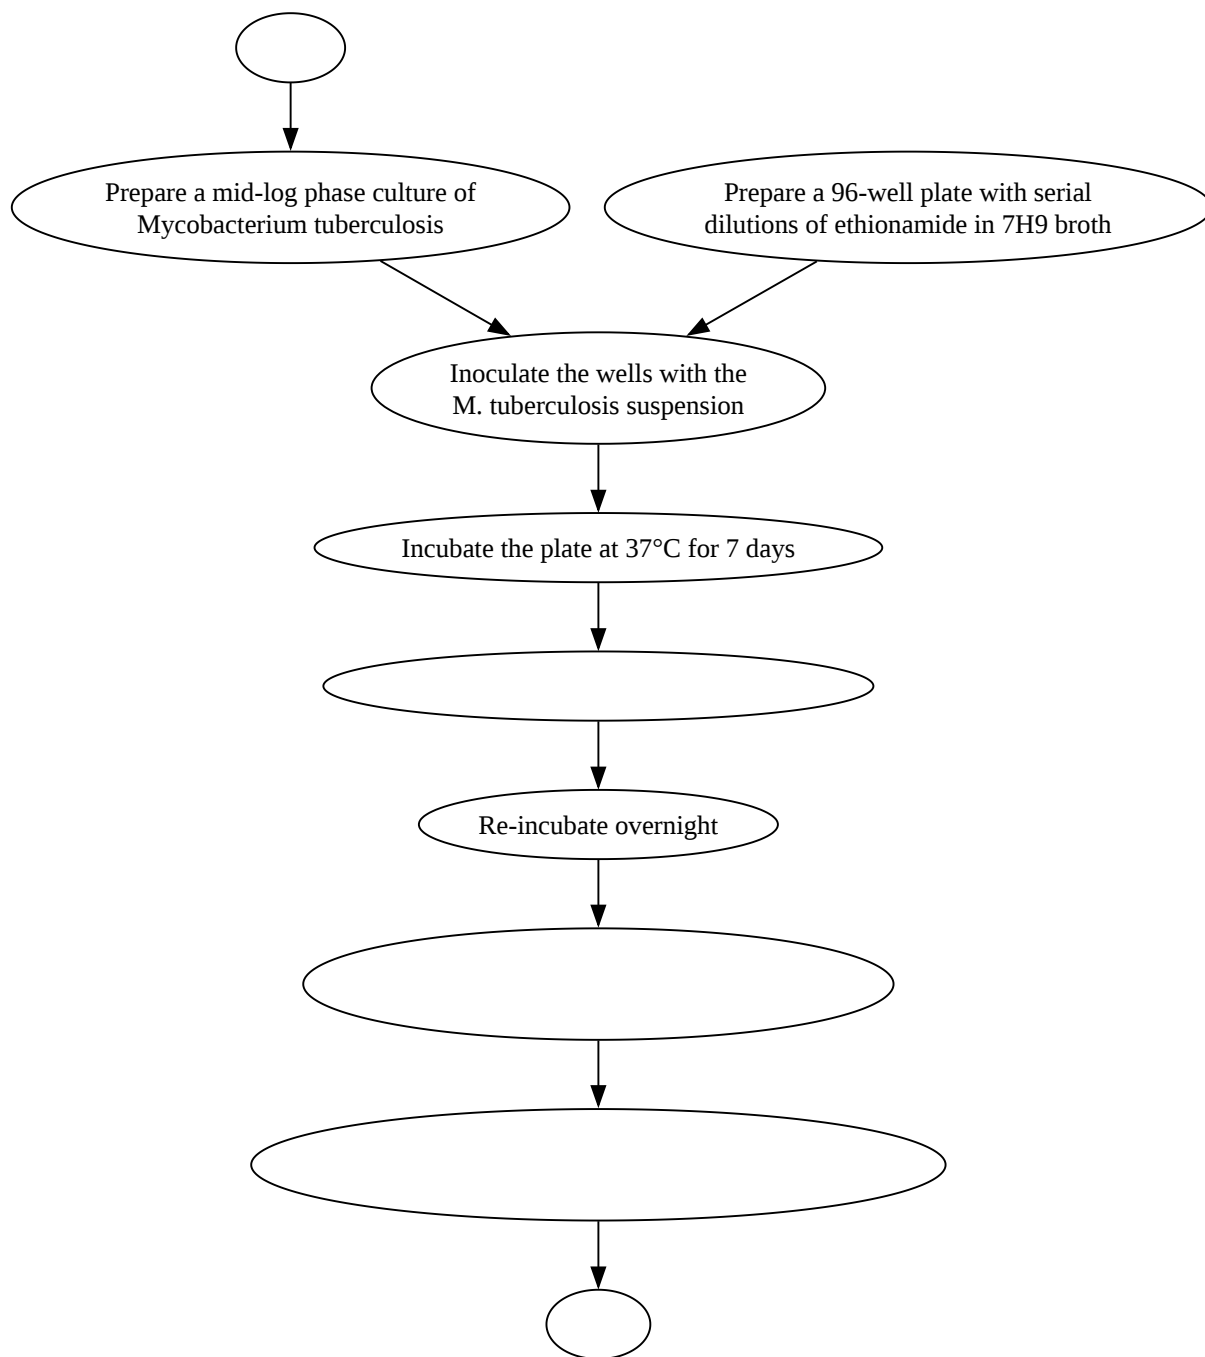 Prepare a mid-log phase culture of
Mycobacterium tuberculosis
Prepare a 96-well plate with serial
dilutions of ethionamide in 7H9 broth
Inoculate the wells with the
M. tuberculosis suspension
Incubate the plate at 37°C for 7 days
Re-incubate overnight